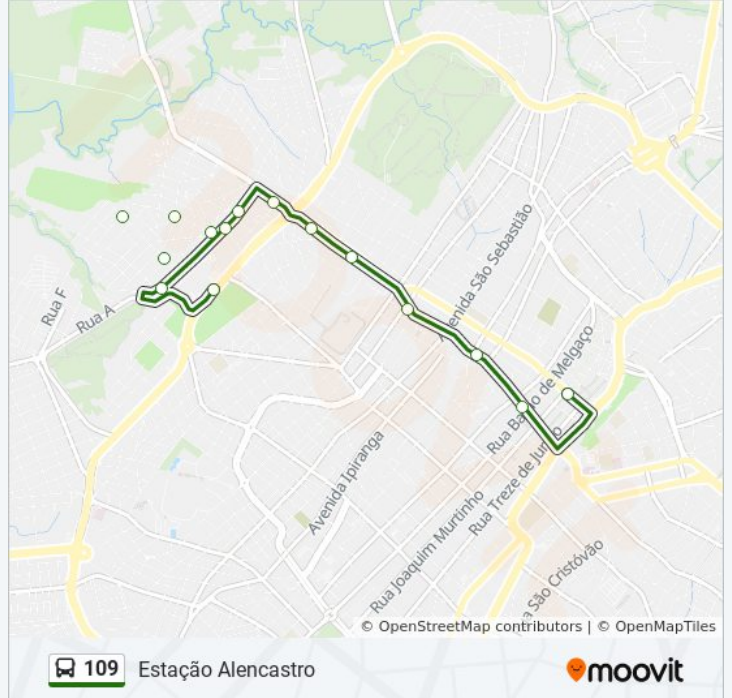 Avenida São Sebastião
Rua F
Rua A
Rua Barão de Melgaço
Rua Treze de Junho
Avenida Ipiranga
Rua Joaquim Murtinho
a São Cristóvão
© OpenStreetMap contributors | © OpenMapTiles
109 Estação Alencastro
moovit